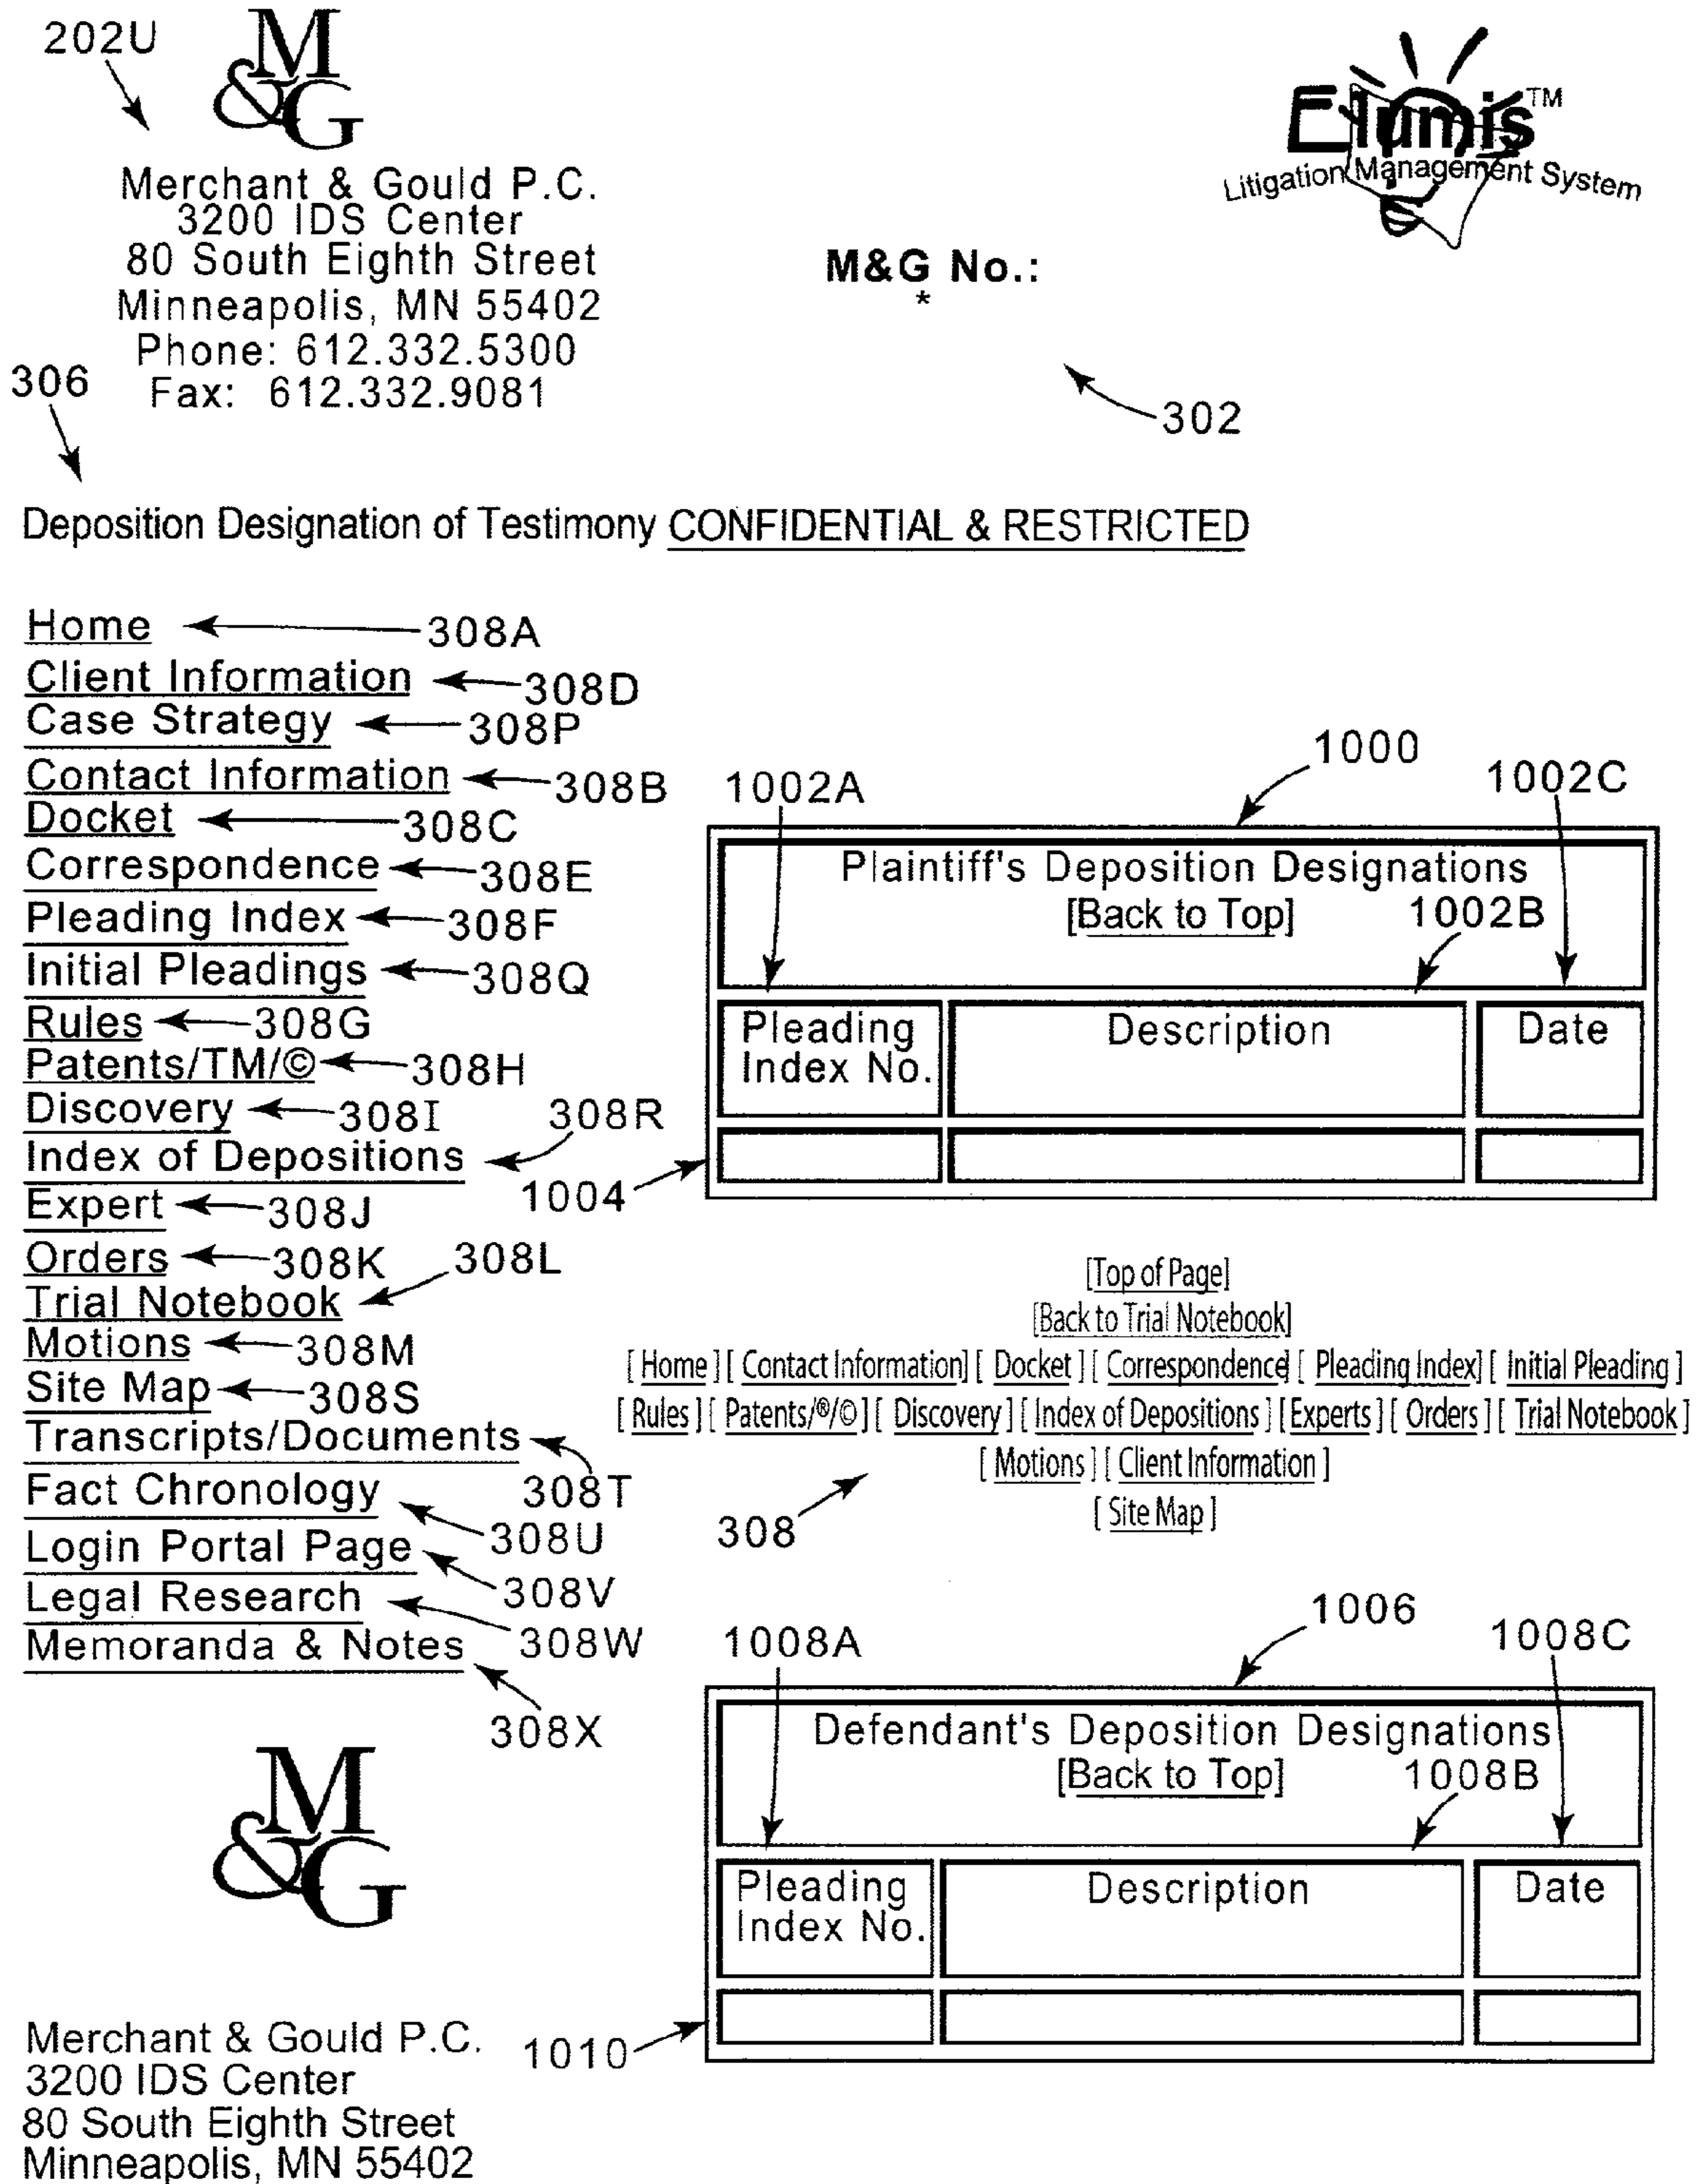 202U
M
&G
Merchant & Gould P.C.
3200 IDS Center
80 South Eighth Street
Minneapolis, MN 55402
Phone: 612.332.5300
Fax: 612.332.9081
Elumis™
Litigation Management System
M&G No.:
*
302
306
Deposition Designation of Testimony CONFIDENTIAL & RESTRICTED
Home 308A
Client Information 308D
Case Strategy 308P
Contact Information 308B
Docket 308C
Correspondence 308E
Pleading Index 308F
Initial Pleadings 308Q
Rules 308G
Patents/TM/© 308H
Discovery 308I
Index of Depositions 308R
Expert 308J
Orders 308K
Trial Notebook 308L
Motions 308M
Site Map 308S
Transcripts/Documents 308T
Fact Chronology 308U
Login Portal Page 308V
Legal Research 308W
Memoranda & Notes 308X
1000
1002A 1002C
Plaintiff's Deposition Designations
[Back to Top] 1002B
Pleading Index No. Description Date
1004
[Top of Page]
[Back to Trial Notebook]
[ Home ] [ Contact Information] [ Docket ] [ Correspondence] [ Pleading Index] [ Initial Pleading ]
[ Rules ] [ Patents/®/© ] [ Discovery ] [ Index of Depositions ] [ Experts ] [ Orders ] [ Trial Notebook ]
[ Motions ] [ Client Information ]
[ Site Map ]
308
1006
1008A 1008C
Defendant's Deposition Designations
[Back to Top] 1008B
Pleading Index No. Description Date
1010
M
&G
Merchant & Gould P.C.
3200 IDS Center
80 South Eighth Street
Minneapolis, MN 55402